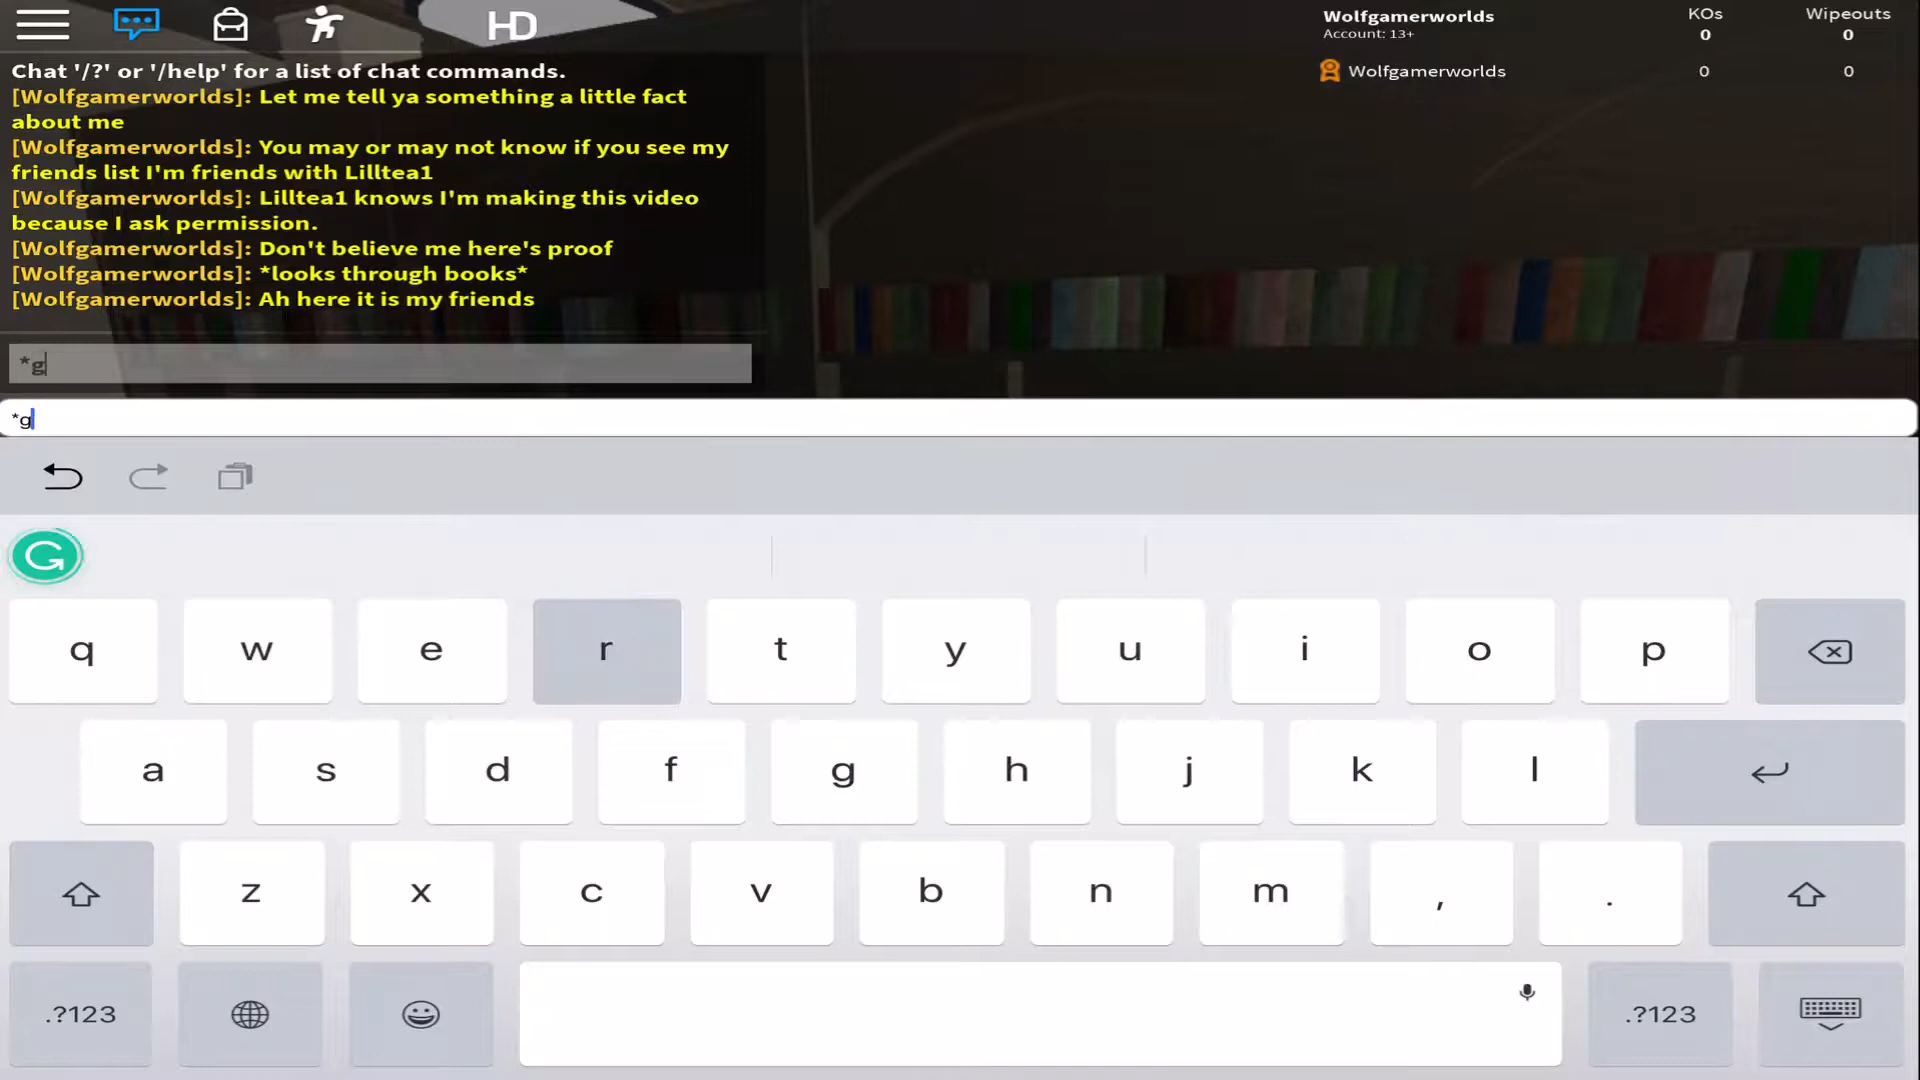 HD
Wolfgamerworlds KOs Wipeouts
Account: 13+ 0 0
Wolfgamerworlds 0 0
Chat '/?' or '/help' for a list of chat commands.
[Wolfgamerworlds]: Let me tell ya something a little fact
about me
[Wolfgamerworlds]: You may or may not know if you see my
friends list I'm friends with Lilltea1
[Wolfgamerworlds]: Lilltea1 knows I'm making this video
because I ask permission.
[Wolfgamerworlds]: Don't believe me here's proof
[Wolfgamerworlds]: *looks through books*
[Wolfgamerworlds]: Ah here it is my friends
*g
*g
q w e r t y u i o p
a s d f g h j k l
z x c v b n m , .
.?123 .?123